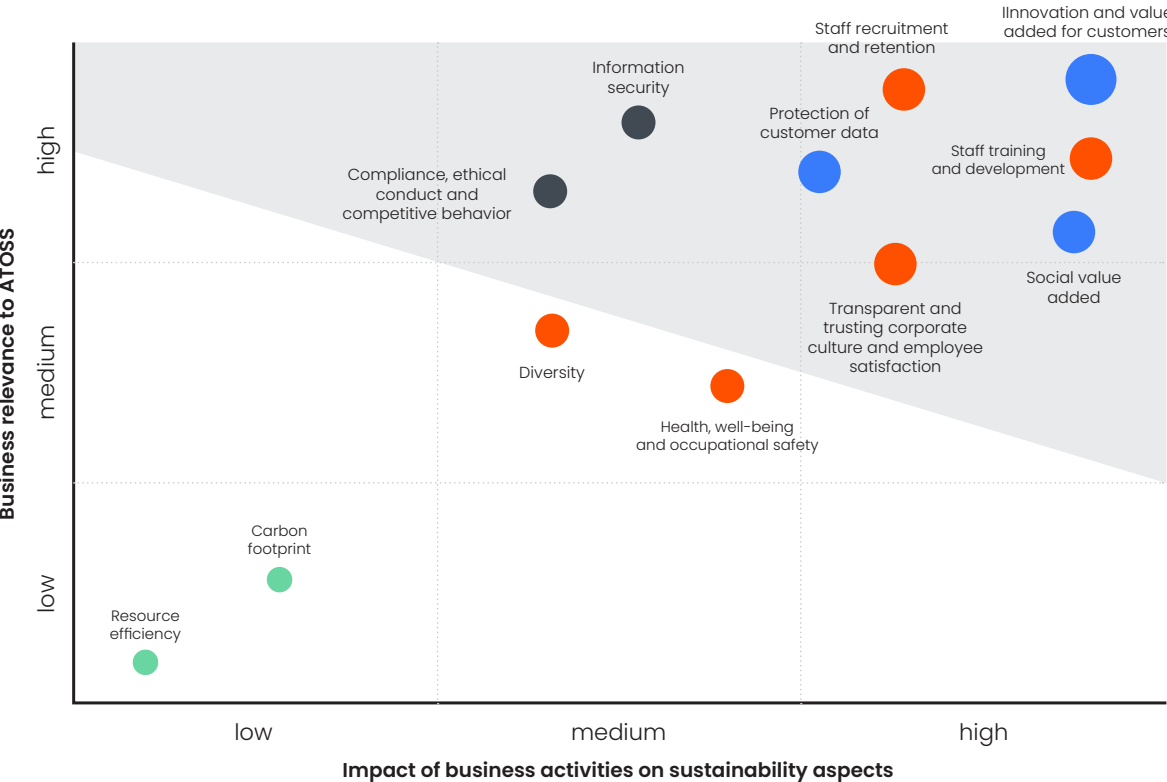 IInnovation and value
added for customers
Staff recruitment
and retention
Information
security
Protection of
customer data
Staff training
and development
Compliance, ethical
conduct and
competitive behavior
Social value
added
Transparent and
trusting corporate
culture and employee
satisfaction
Diversity
Health, well-being
and occupational safety
Carbon
footprint
Resource
efficiency
Business relevance to ATOSS
high
medium
low
low
medium
high
Impact of business activities on sustainability aspects